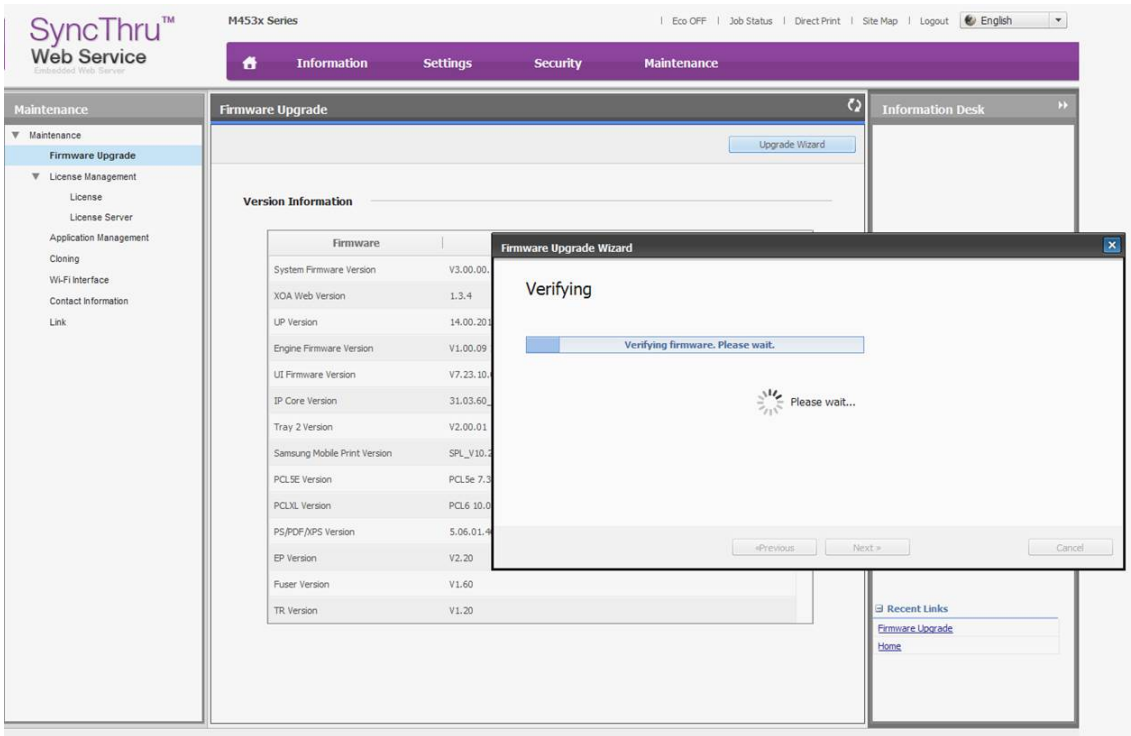 SyncThru™
Web Service
Embedded Web Server
M453x Series
Eco OFF | Job Status | Direct Print | Site Map | Logout
English
Information Settings Security Maintenance
Maintenance
Maintenance
Firmware Upgrade
License Management
License
License Server
Application Management
Cloning
Wi-Fi Interface
Contact Information
Link
Firmware Upgrade
Upgrade Wizard
Version Information
Firmware
System Firmware Version V3.00.00.
XOA Web Version 1.3.4
UP Version 14.00.201
Engine Firmware Version V1.00.09
UI Firmware Version V7.23.10.
IP Core Version 31.03.60_
Tray 2 Version V2.00.01
Samsung Mobile Print Version SPL_V10.2
PCL5E Version PCL5e 7.3
PCLXL Version PCL6 10.0
PS/PDF/XPS Version 5.06.01.4
EP Version V2.20
Fuser Version V1.60
TR Version V1.20
Firmware Upgrade Wizard
Verifying
Verifying firmware. Please wait.
Please wait...
«Previous Next » Cancel
Information Desk
Recent Links
Firmware Upgrade
Home